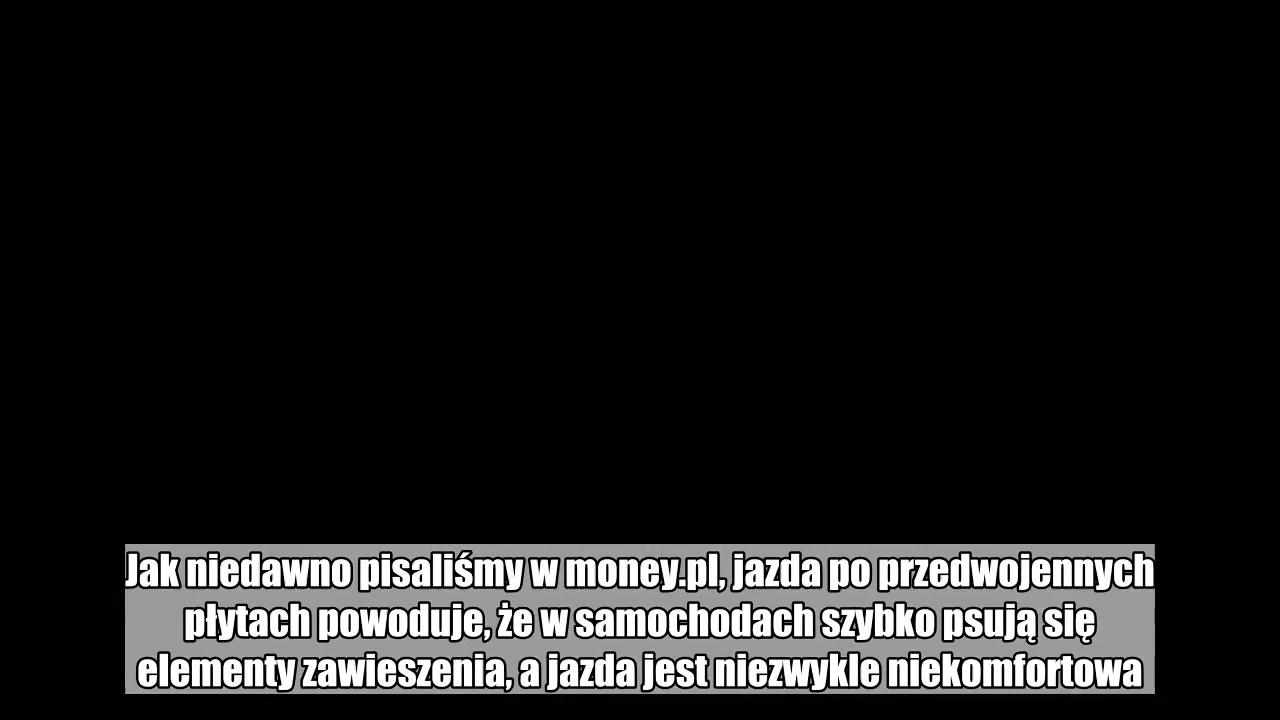 Jak niedawno pisaliśmy w money.pl, jazda po przedwojennych
płytach powoduje, że w samochodach szybko psują się
elementy zawieszenia, a jazda jest niezwykle niekomfortowa